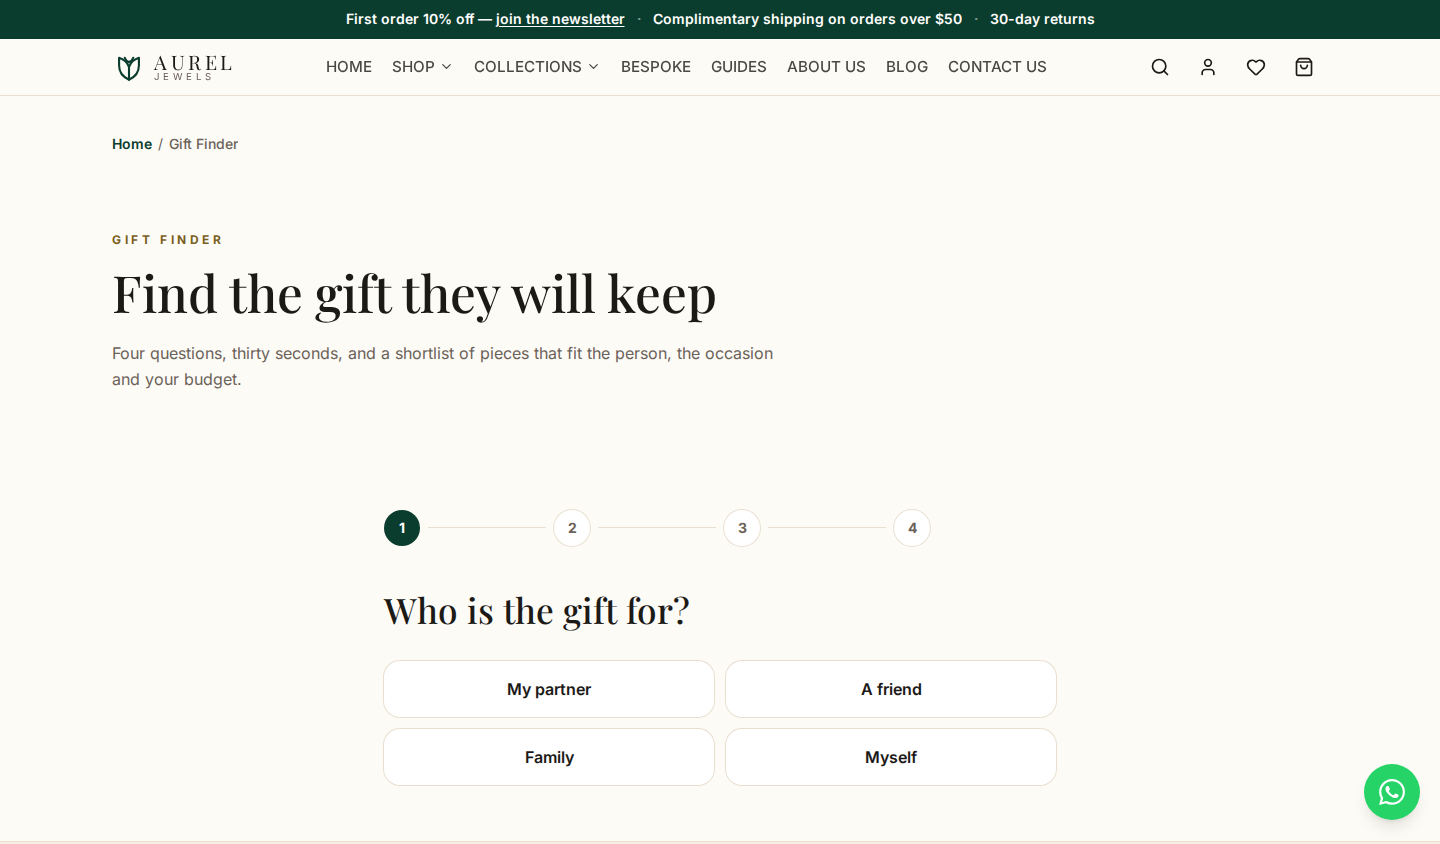 First order 10% off — join the newsletter · Complimentary shipping on orders over $50 · 30-day returns
AUREL
JEWELS
HOME SHOP COLLECTIONS BESPOKE GUIDES ABOUT US BLOG CONTACT US
Home / Gift Finder
GIFT FINDER
Find the gift they will keep
Four questions, thirty seconds, and a shortlist of pieces that fit the person, the occasion
and your budget.
1 2 3 4
Who is the gift for?
My partner A friend
Family Myself